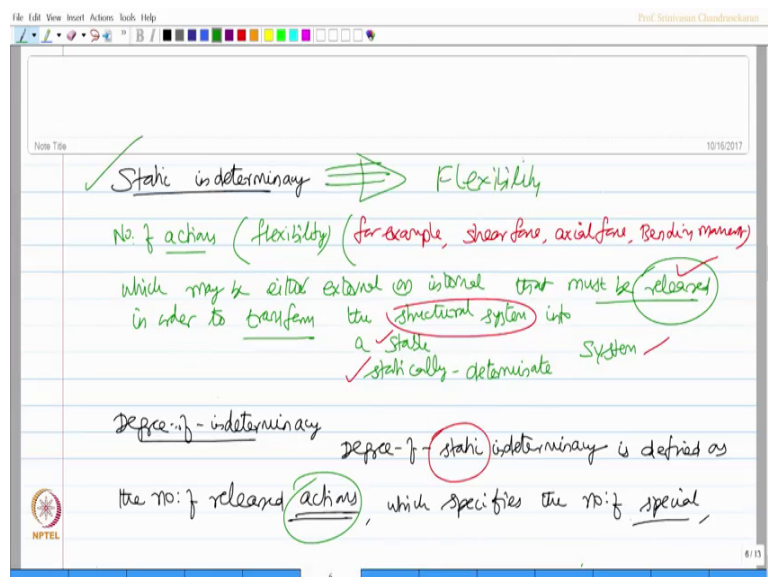 File Edit View Insert Actions Tools Help
Prof. Srinivasan Chandrasekaran
B I
Note Title
10/16/2017
Static indeterminacy ⇒ Flexibility
No. of actions (flexibility) (for example, shear force, axial force, Bending moment)
which may be either external (or) internal that must be released
in order to transform the structural system into
a stable
statically-determinate System
Degree-of-indeterminacy
Degree-of-static indeterminacy is defined as
the no: of released actions, which specifies the no: of special,
NPTEL
6/13